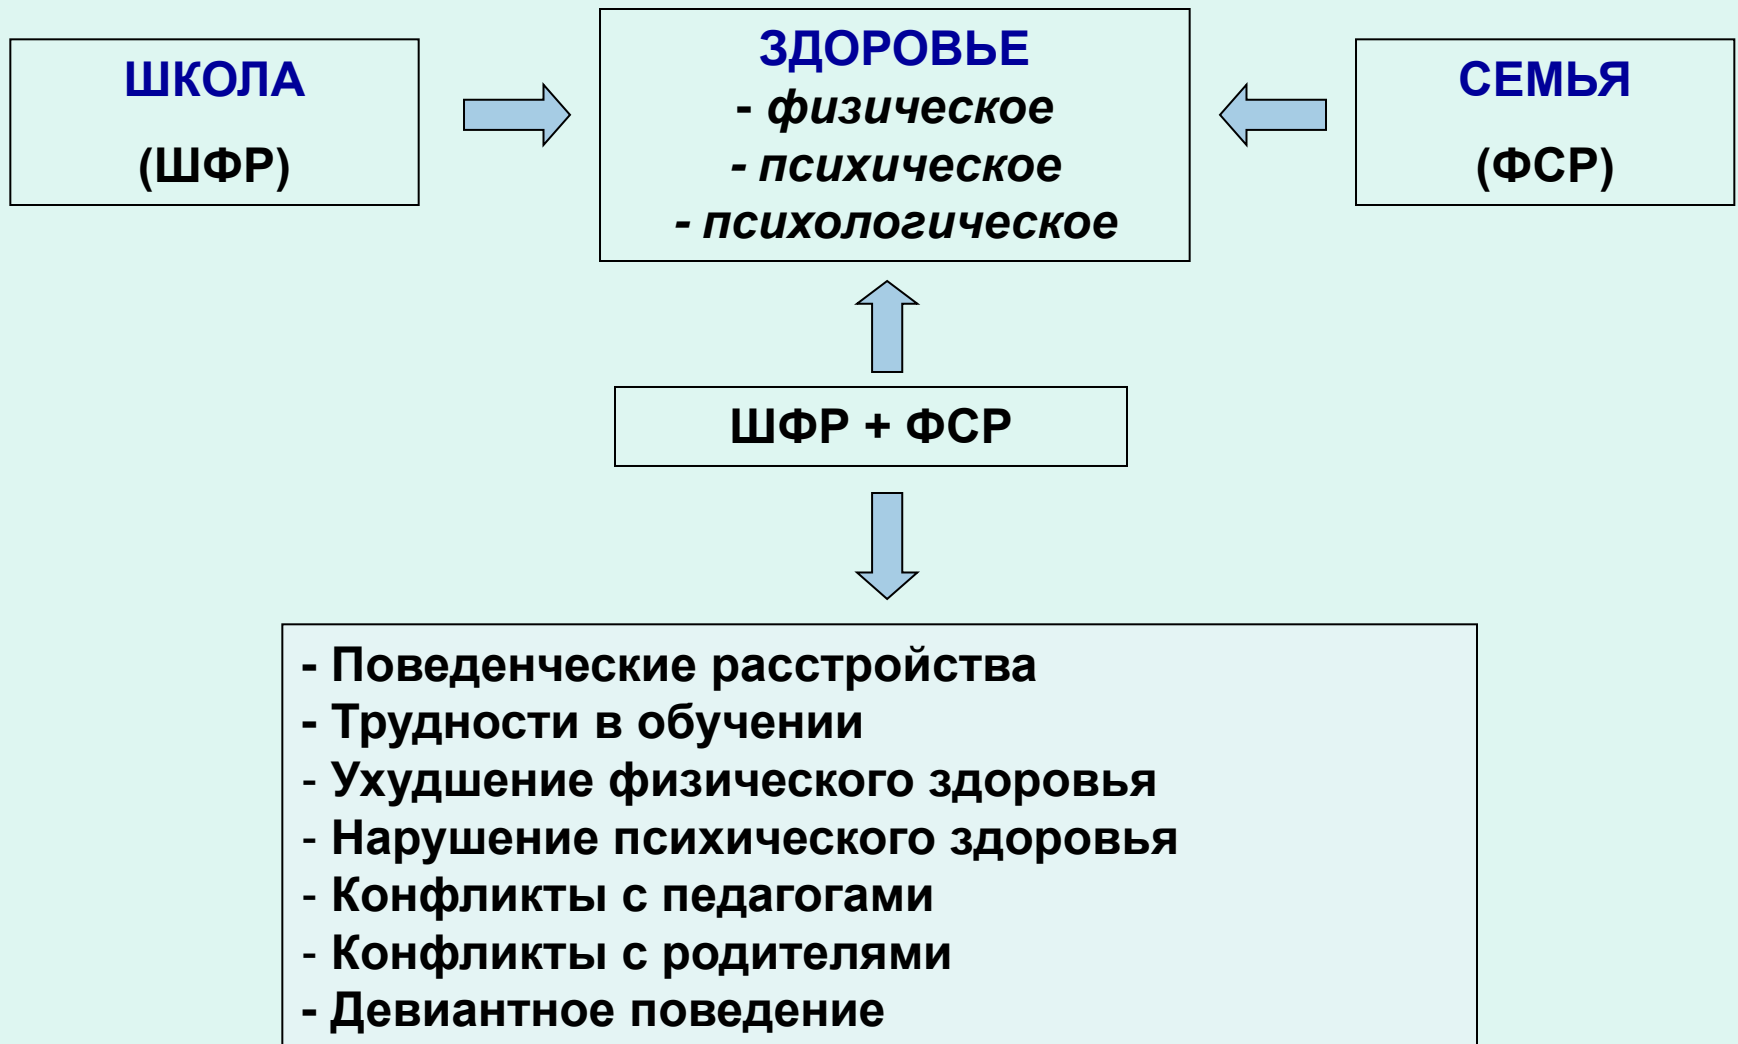 ШКОЛА
(ШФР)
ЗДОРОВЬЕ
- физическое
- психическое
- психологическое
СЕМЬЯ
(ФСР)
ШФР + ФСР
- Поведенческие расстройства
- Трудности в обучении
- Ухудшение физического здоровья
- Нарушение психического здоровья
- Конфликты с педагогами
- Конфликты с родителями
- Девиантное поведение